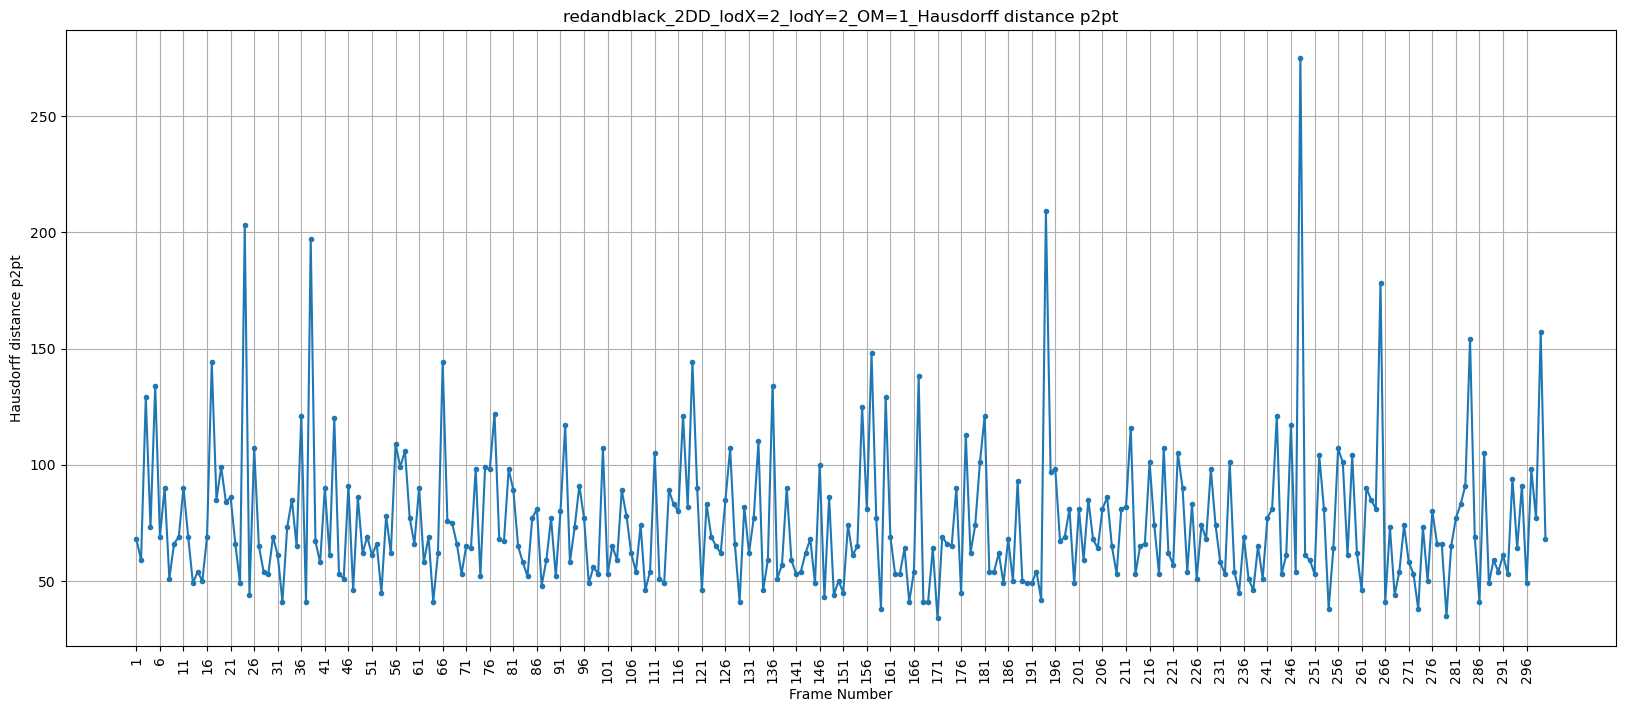 redandblack_2DD_lodX=2_lodY=2_OM=1_Hausdorff distance p2pt
Hausdorff distance p2pt
250
200
150
100
50
1 6 11 16 21 26 31 36 41 46 51 56 61 66 71 76 81 86 91 96 101 106 111 116 121 126 131 136 141 146 151 156 161 166 171 176 181 186 191 196 201 206 211 216 221 226 231 236 241 246 251 256 261 266 271 276 281 286 291 296
Frame Number